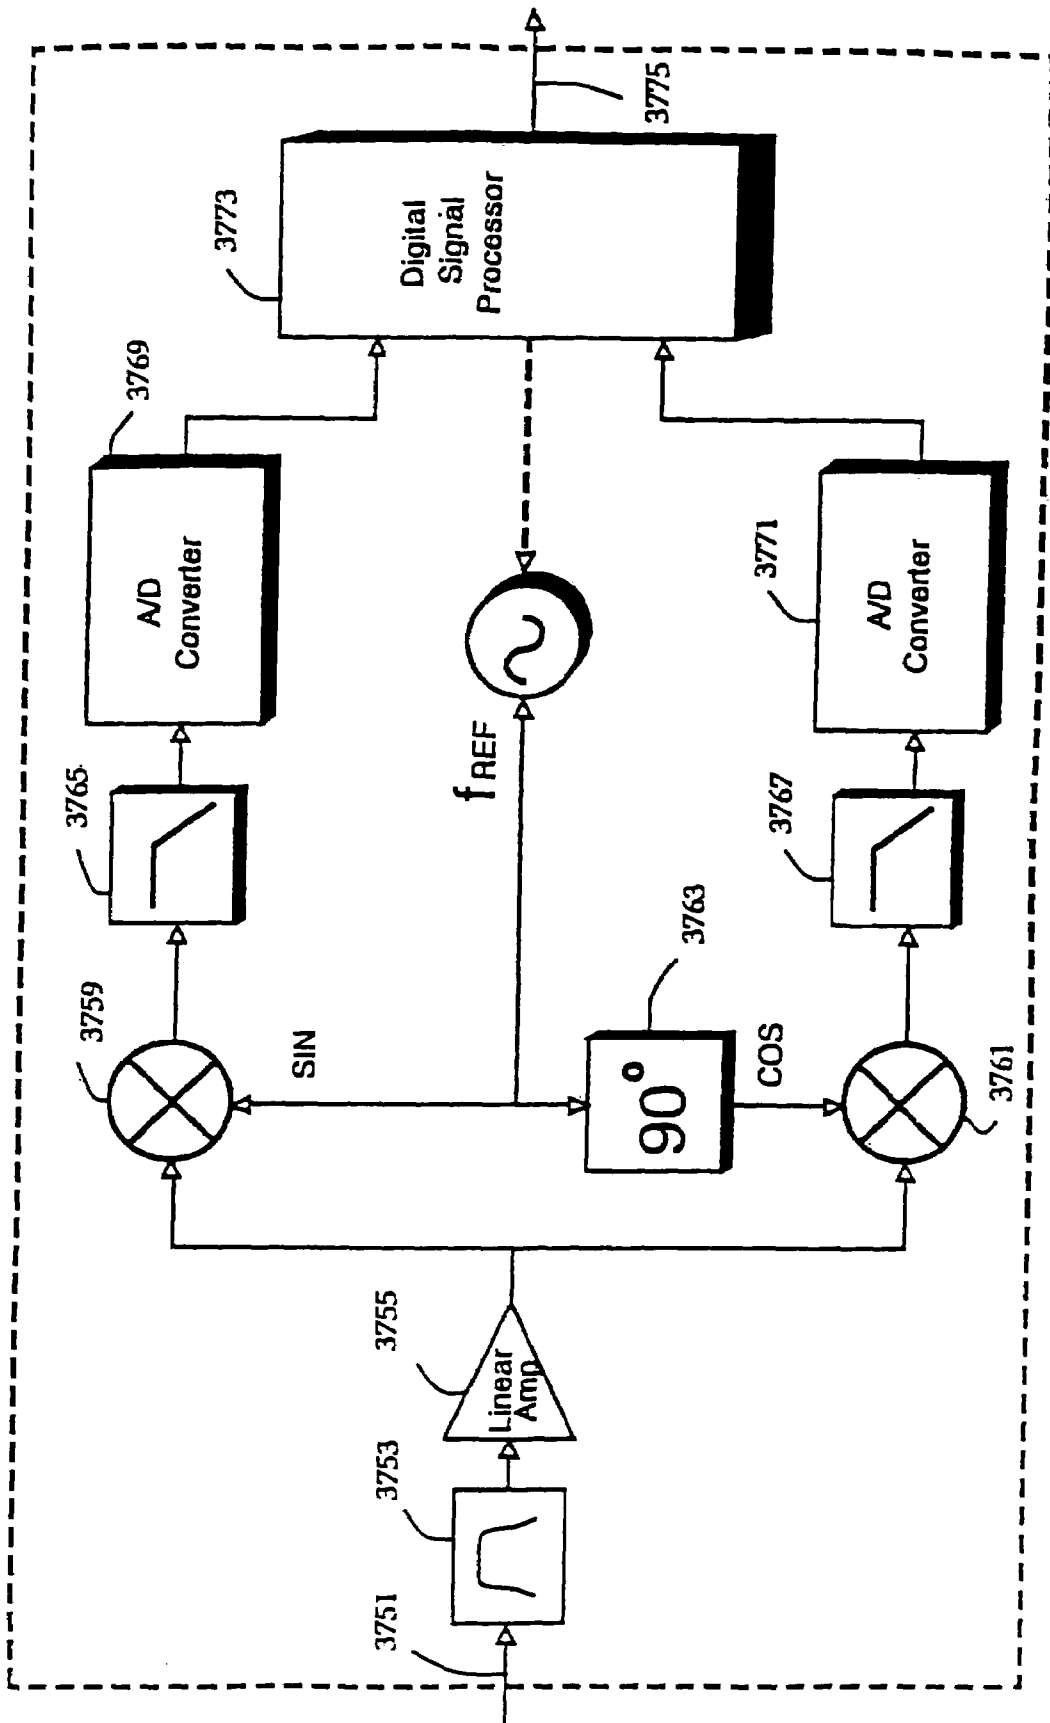 3751
3753
3755
Linear
Amp
3759
SIN
3763
90°
COS
3761
3765
fREF
3767
3769
A/D
Converter
3771
A/D
Converter
3773
Digital
Signal
Processor
3775